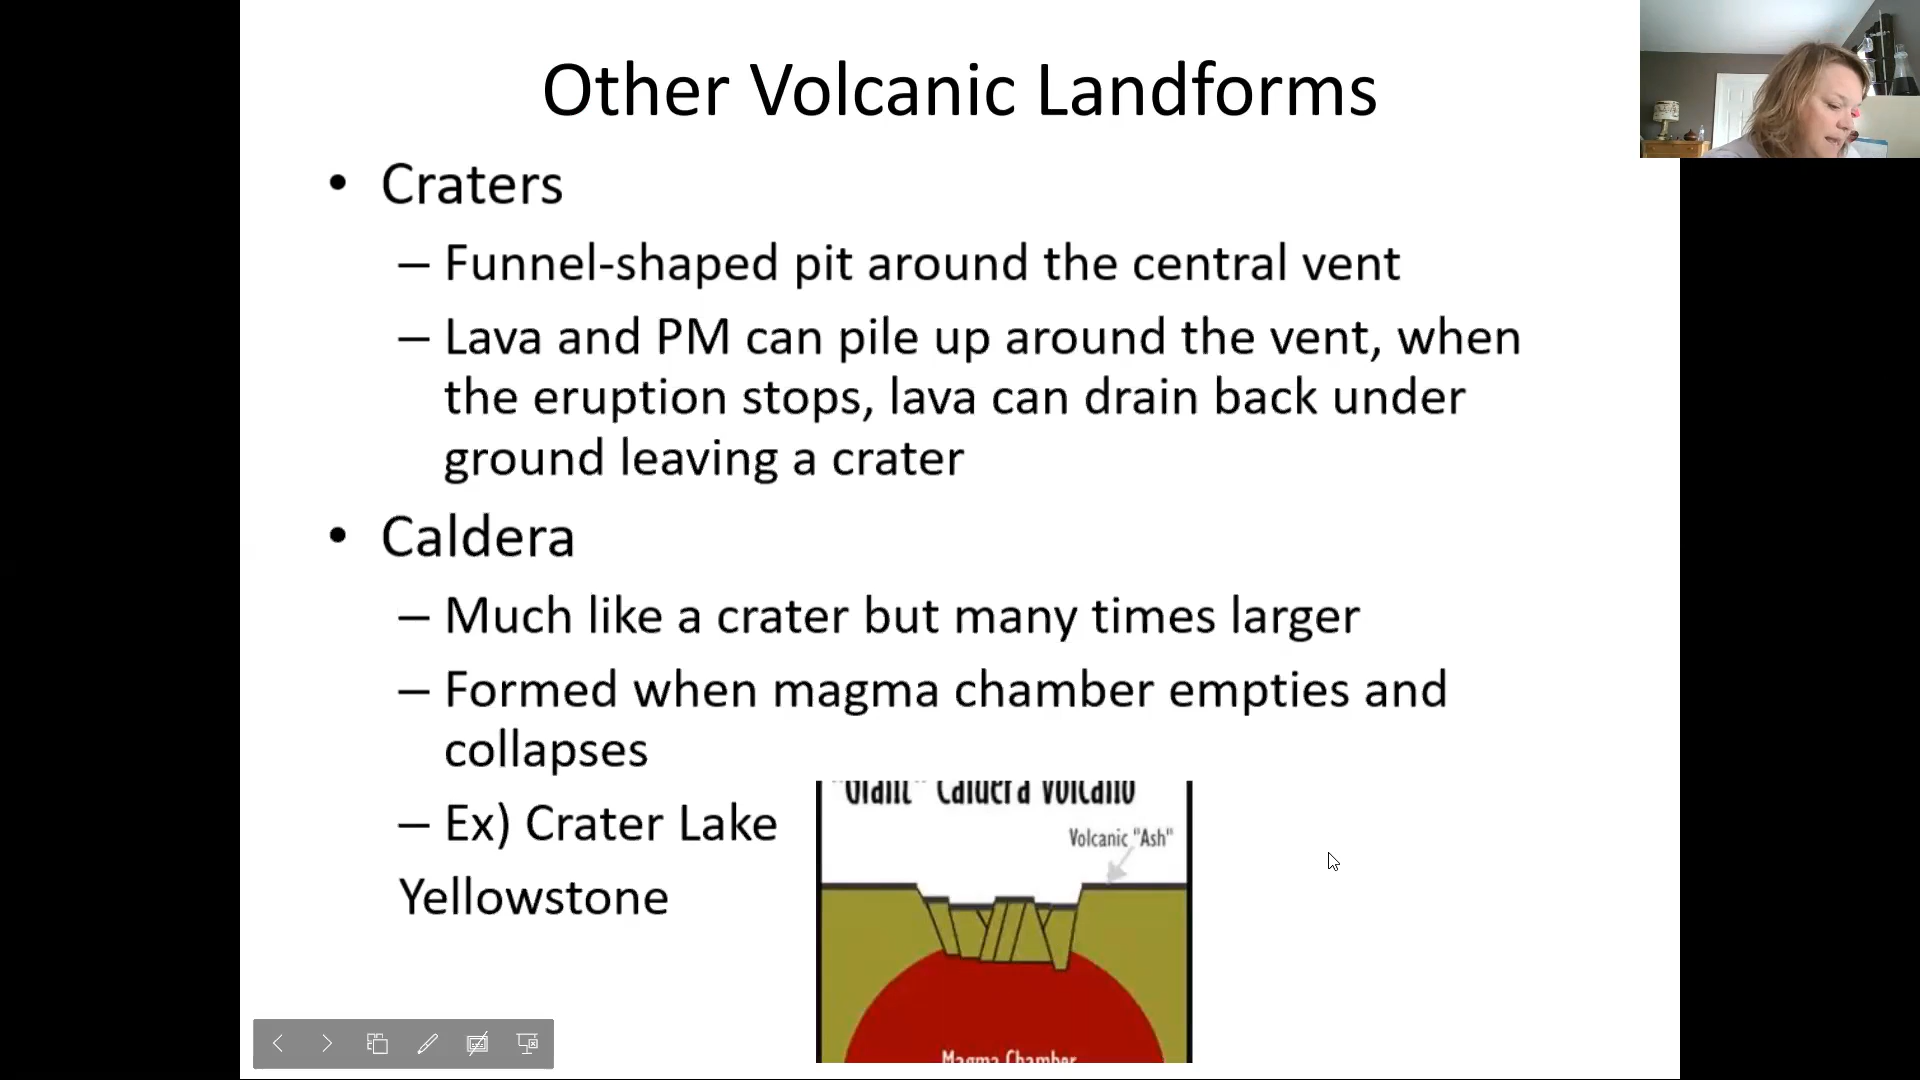 Other Volcanic Landforms
• Craters
– Funnel-shaped pit around the central vent
– Lava and PM can pile up around the vent, when
the eruption stops, lava can drain back under
ground leaving a crater
• Caldera
– Much like a crater but many times larger
– Formed when magma chamber empties and
collapses
– Ex) Crater Lake
Yellowstone
"Giant" Caldera Volcano
Volcanic "Ash"
Magma Chamber